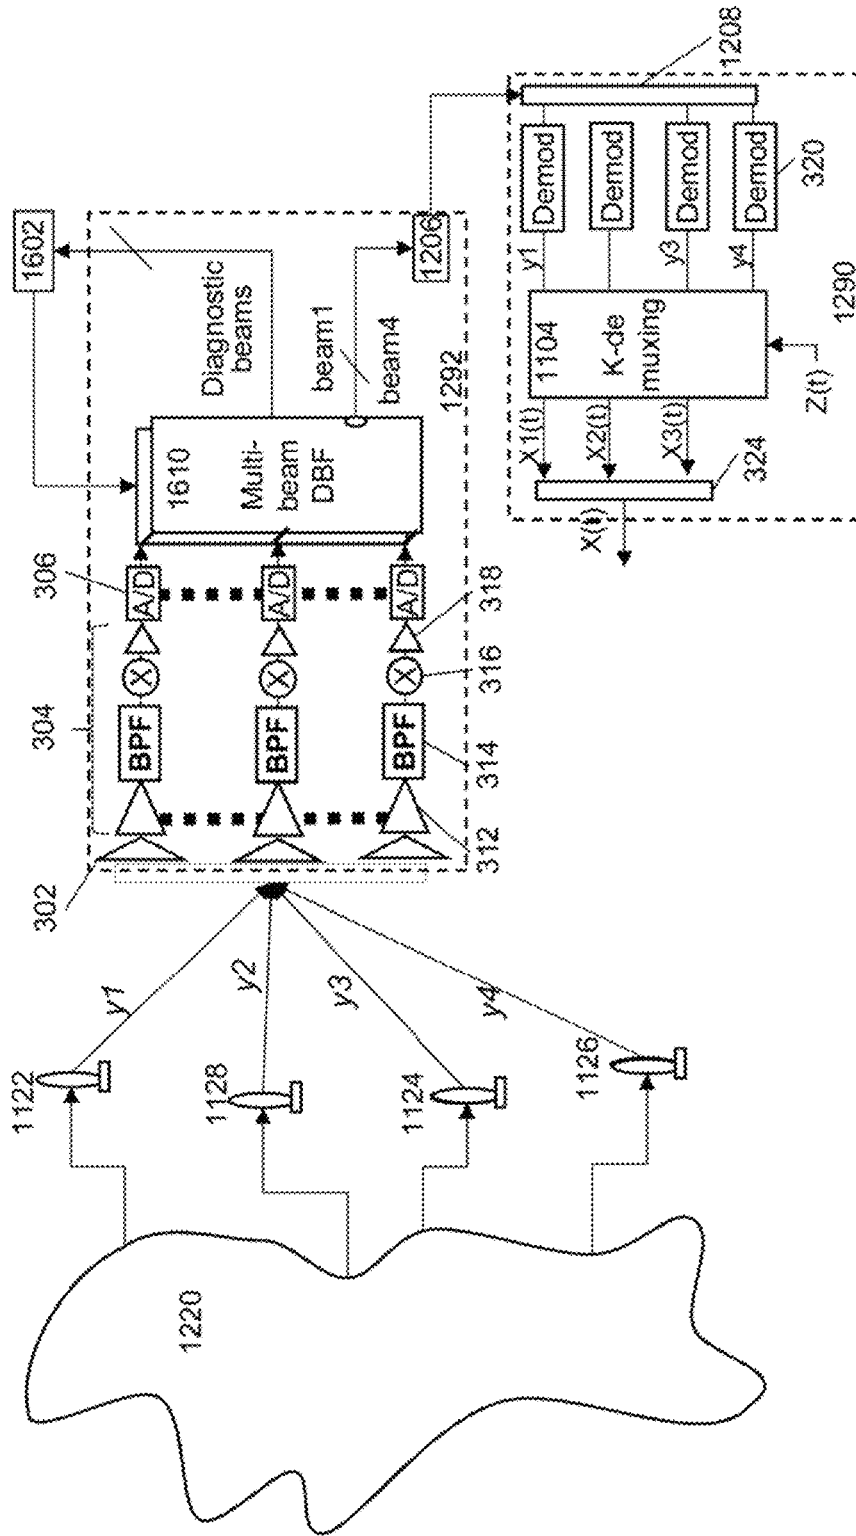 1220
1122
1128
1124
1126
y1
y2
y3
y4
302
304
306
312
314
316
318
BPF
BPF
BPF
X
X
X
A/D
A/D
A/D
1610
Multi-
beam
DBF
Diagnostic
beams
1602
beam1
beam4
1206
1292
1208
Demod
Demod
Demod
Demod
320
y1
y3
y4
1104
K-de
muxing
1290
Z(t)
X1(t)
X2(t)
X3(t)
324
X(t)